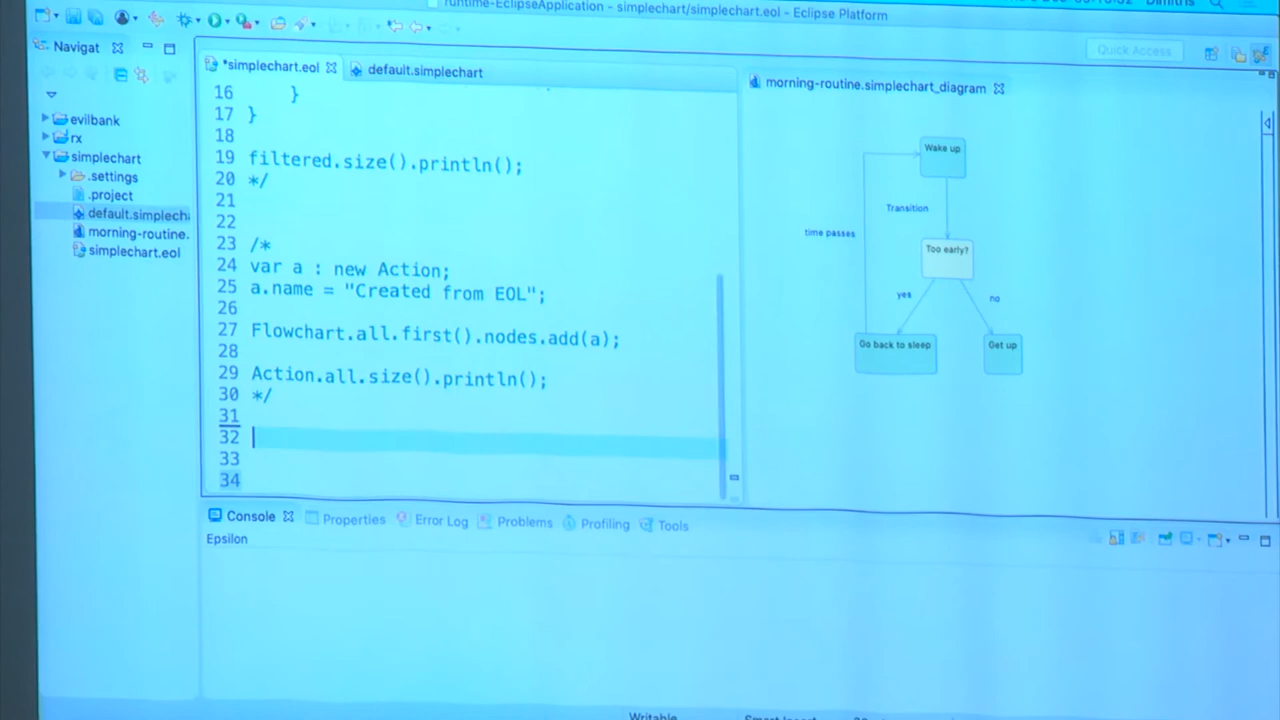 runtime-EclipseApplication - simplechart/simplechart.eol - Eclipse Platform
Dimitris
Quick Access
Navigat
evilbank
rx
simplechart
.settings
.project
default.simplech
morning-routine.
simplechart.eol
*simplechart.eol
default.simplechart
16 }
17 }
18
19 filtered.size().println();
20 */
21
22
23 /*
24 var a : new Action;
25 a.name = "Created from EOL";
26
27 Flowchart.all.first().nodes.add(a);
28
29 Action.all.size().println();
30 */
31
32
33
34
morning-routine.simplechart_diagram
Wake up
Transition
time passes
Too early?
yes
no
Go back to sleep
Get up
Console
Properties
Error Log
Problems
Profiling
Tools
Epsilon
Writable